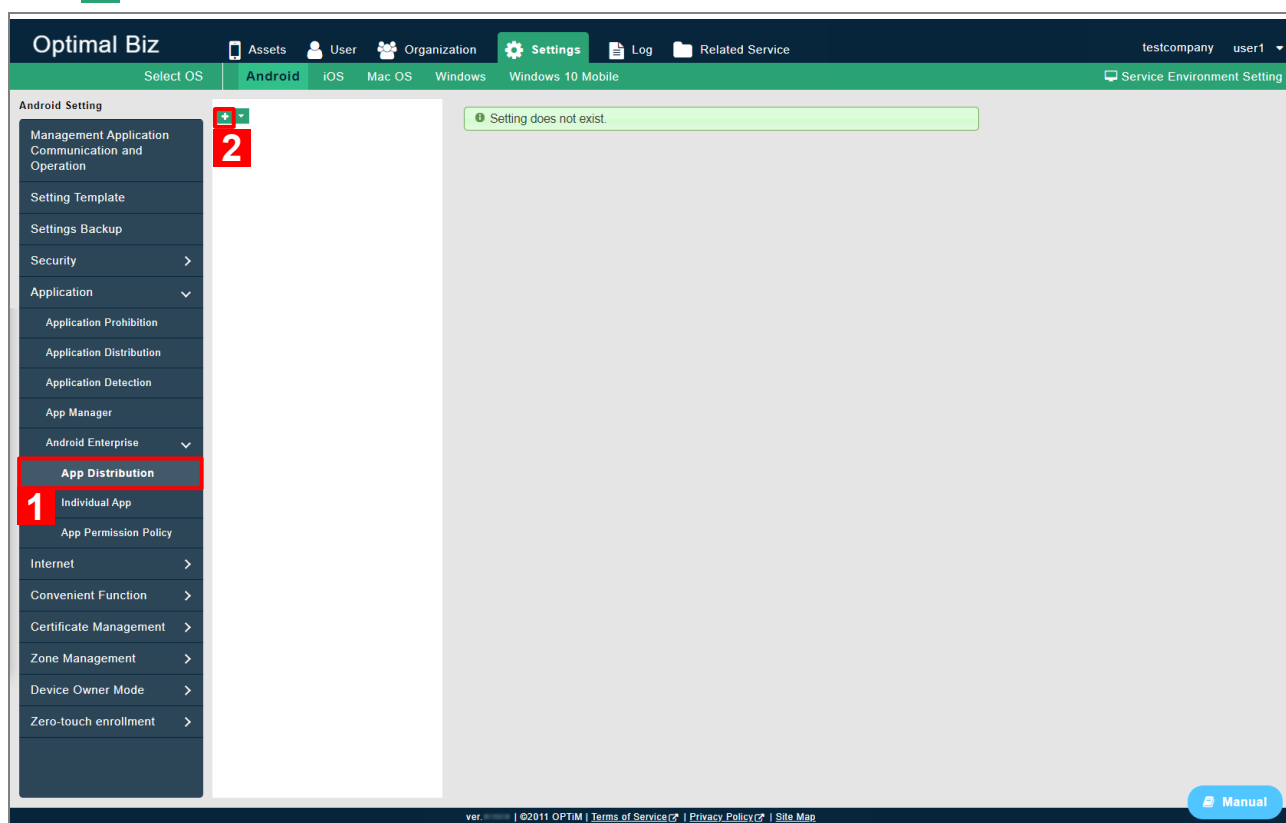 Optimal Biz
Assets User Organization Settings Log Related Service testcompany user1
Select OS Android iOS Mac OS Windows Windows 10 Mobile Service Environment Setting
Android Setting
Management Application
Communication and
Operation
Setting Template
Settings Backup
Security
Application
Application Prohibition
Application Distribution
Application Detection
App Manager
Android Enterprise
App Distribution
1
Individual App
App Permission Policy
Internet
Convenient Function
Certificate Management
Zone Management
Device Owner Mode
Zero-touch enrollment
2
Setting does not exist.
Manual
ver. | ©2011 OPTiM | Terms of Service | Privacy Policy | Site Map